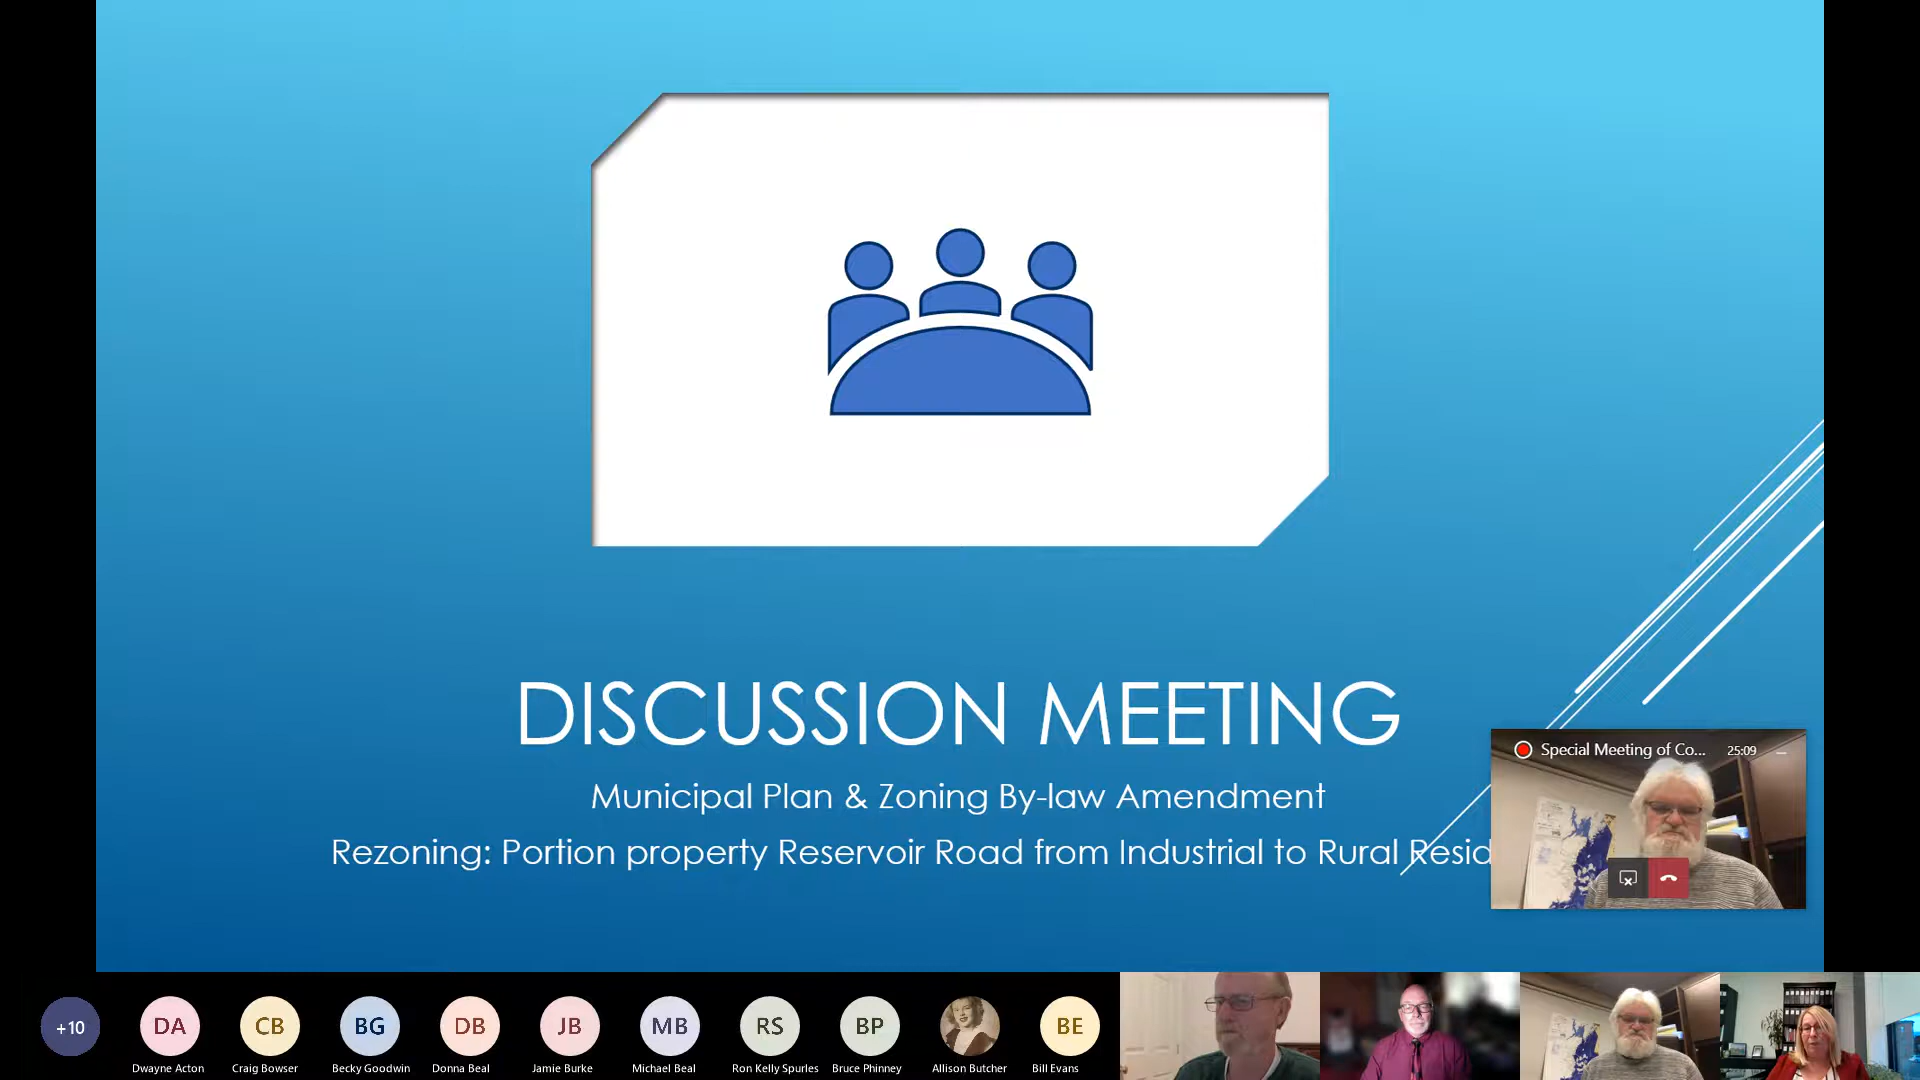 DISCUSSION MEETING
Municipal Plan & Zoning By-law Amendment
Rezoning: Portion property Reservoir Road from Industrial to Rural Resid
Special Meeting of Co... 25:09
+10
DA
CB
BG
DB
JB
MB
RS
BP
BE
Dwayne Acton
Craig Bowser
Becky Goodwin
Donna Beal
Jamie Burke
Michael Beal
Ron Kelly Spurles
Bruce Phinney
Allison Butcher
Bill Evans